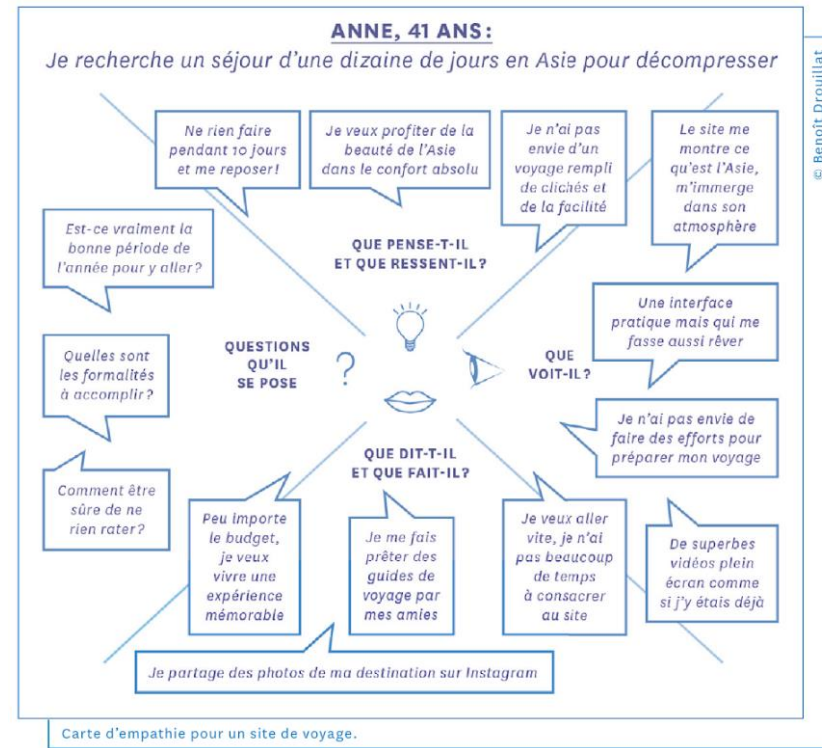 ANNE, 41 ANS :
Je recherche un séjour d'une dizaine de jours en Asie pour décompresser
© Benoît Drouillat
Ne rien faire
pendant 10 jours
et me reposer !
Je veux profiter de la
beauté de l'Asie
dans le confort absolu
Je n'ai pas
envie d'un
voyage rempli
de clichés et
de la facilité
Le site me
montre ce
qu'est l'Asie,
m'immerge
dans son
atmosphère
Est-ce vraiment la
bonne période de
l'année pour y aller ?
QUE PENSE-T-IL
ET QUE RESSENT-IL ?
Une interface
pratique mais qui me
fasse aussi rêver
Quelles sont
les formalités
à accomplir ?
QUESTIONS
QU'IL
SE POSE
?
QUE
VOIT-IL ?
Je n'ai pas envie de
faire des efforts pour
préparer mon voyage
QUE DIT-T-IL
ET QUE FAIT-IL ?
Comment être
sûre de ne
rien rater ?
Peu importe
le budget,
je veux
vivre une
expérience
mémorable
Je me fais
prêter des
guides de
voyage par
mes amies
Je veux aller
vite, je n'ai
pas beaucoup
de temps
à consacrer
au site
De superbes
vidéos plein
écran comme
si j'y étais déjà
Je partage des photos de ma destination sur Instagram
Carte d'empathie pour un site de voyage.